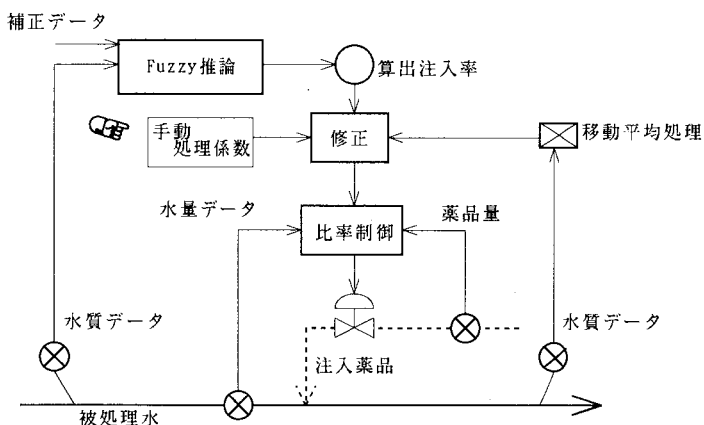 補正データ
Fuzzy推論
算出注入率
手動
処理係数
修正
移動平均処理
水量データ
薬品量
比率制御
水質データ
水質データ
注入薬品
被処理水